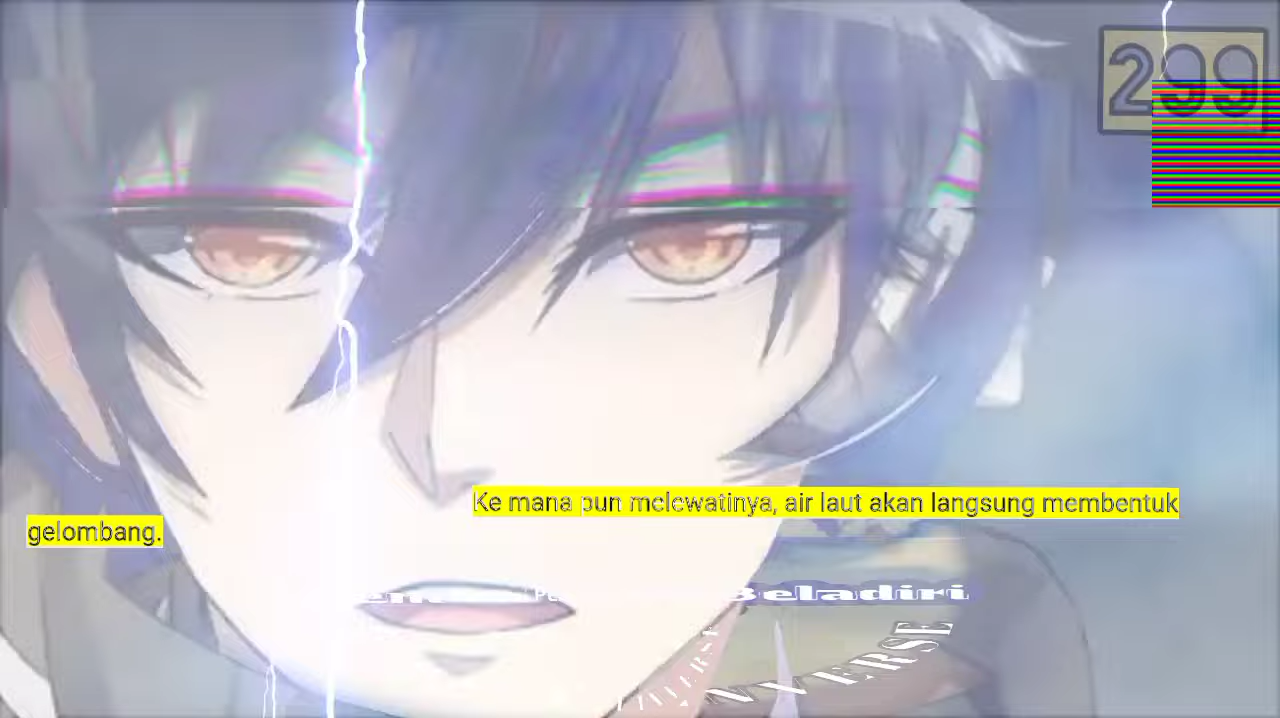 299
Ke mana pun melewatinya, air laut akan langsung membentuk
gelombang.
Beladiri